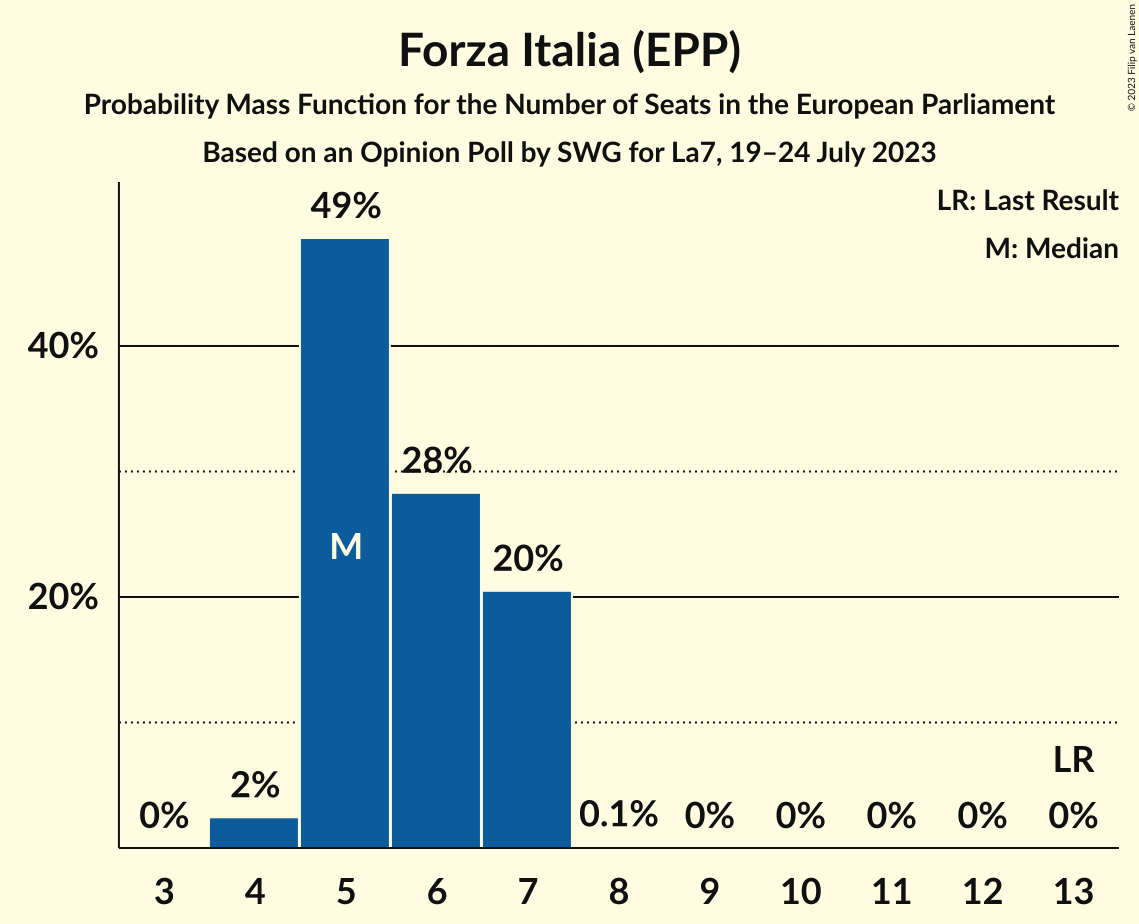 Forza Italia (EPP)
Probability Mass Function for the Number of Seats in the European Parliament
Based on an Opinion Poll by SWG for La7, 19–24 July 2023
© 2023 Filip van Laenen
LR: Last Result
M: Median
49%
40%
28%
M
20%
20%
LR
2%
0%
0.1%
0%
0%
0%
0%
0%
3 4 5 6 7 8 9 10 11 12 13